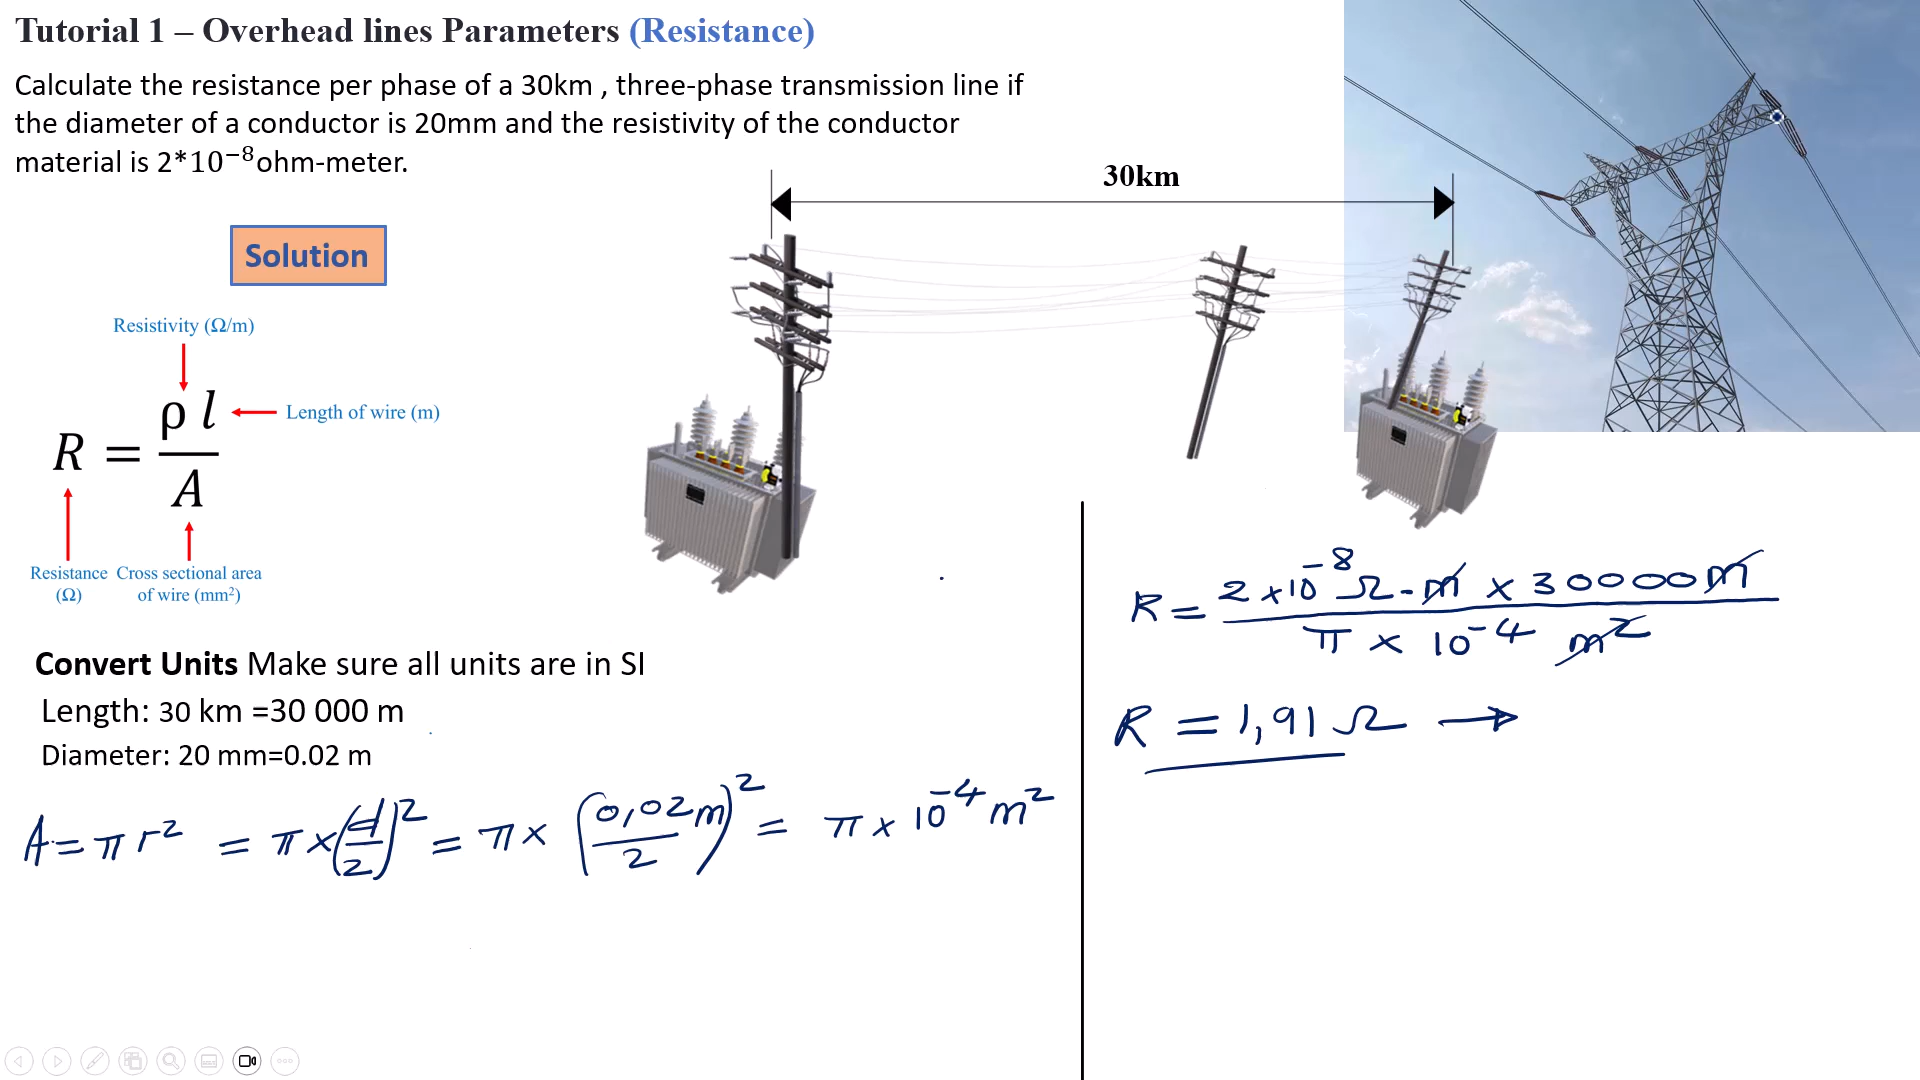 Tutorial 1 – Overhead lines Parameters (Resistance)
Calculate the resistance per phase of a 30km , three-phase transmission line if
the diameter of a conductor is 20mm and the resistivity of the conductor
material is 2*10⁻⁸ohm-meter.
30km
Solution
Resistivity (Ω/m)
R = ρ l / A
Length of wire (m)
Resistance
(Ω)
Cross sectional area
of wire (mm²)
Convert Units Make sure all units are in SI
Length: 30 km =30 000 m
Diameter: 20 mm=0.02 m
A = π r² = π × (d/2)² = π × (0,02m/2)² = π × 10⁻⁴ m²
R = 2 × 10⁻⁸ Ω - m × 30000 m / π × 10⁻⁴ m²
R = 1,91 Ω →